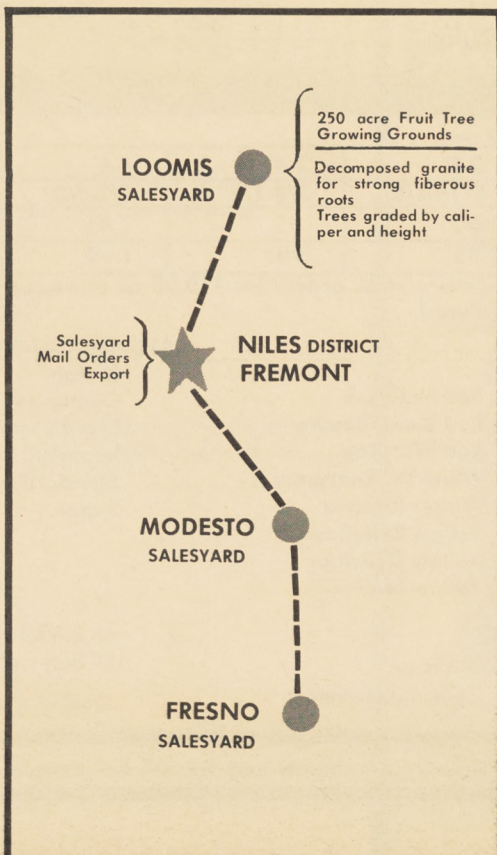 250 acre Fruit Tree
Growing Grounds
LOOMIS
SALESYARD
Decomposed granite
for strong fiberous
roots
Trees graded by cali-
per and height
Salesyard
Mail Orders
Export
NILES DISTRICT
FREMONT
MODESTO
SALESYARD
FRESNO
SALESYARD